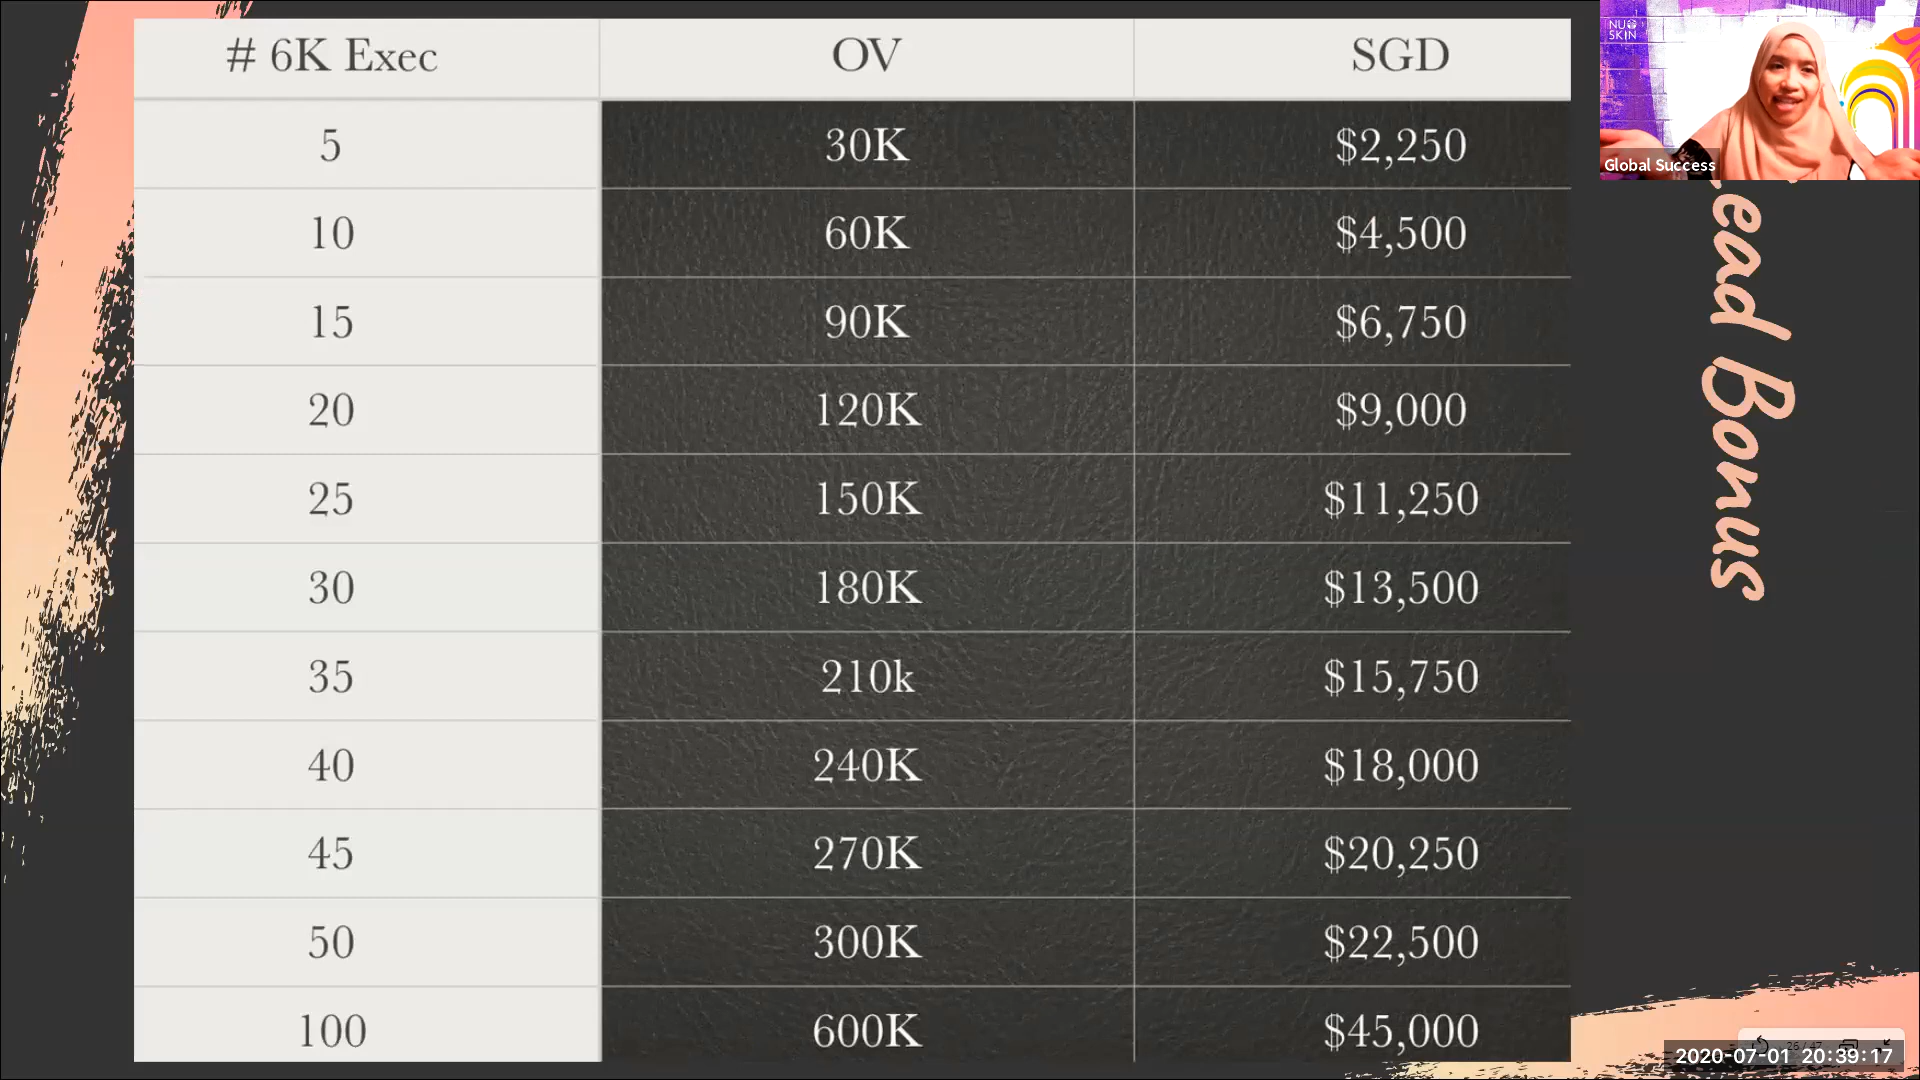 # 6K Exec OV SGD
5 30K $2,250
10 60K $4,500
15 90K $6,750
20 120K $9,000
25 150K $11,250
30 180K $13,500
35 210k $15,750
40 240K $18,000
45 270K $20,250
50 300K $22,500
100 600K $45,000
NU
SKIN
Global Success
Bonus
2020-07-01 20:39:17